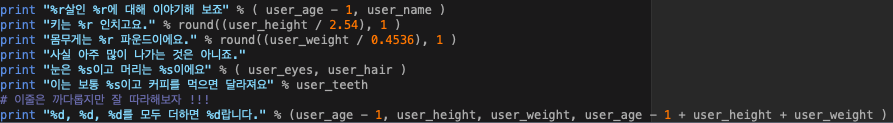 print "%r살인 %r에 대해 이야기해 보죠" % ( user_age - 1, user_name )
print "키는 %r 인치고요." % round((user_height / 2.54), 1 )
print "몸무게는 %r 파운드이에요." % round((user_weight / 0.4536), 1 )
print "사실 아주 많이 나가는 것은 아니죠."
print "눈은 %s이고 머리는 %s이에요" % ( user_eyes, user_hair )
print "이는 보통 %s이고 커피를 먹으면 달라져요" % user_teeth
# 이줄은 까다롭지만 잘 따라해보자 !!!
print "%d, %d, %d를 모두 더하면 %d랍니다." % (user_age - 1, user_height, user_weight, user_age - 1 + user_height + user_weight )